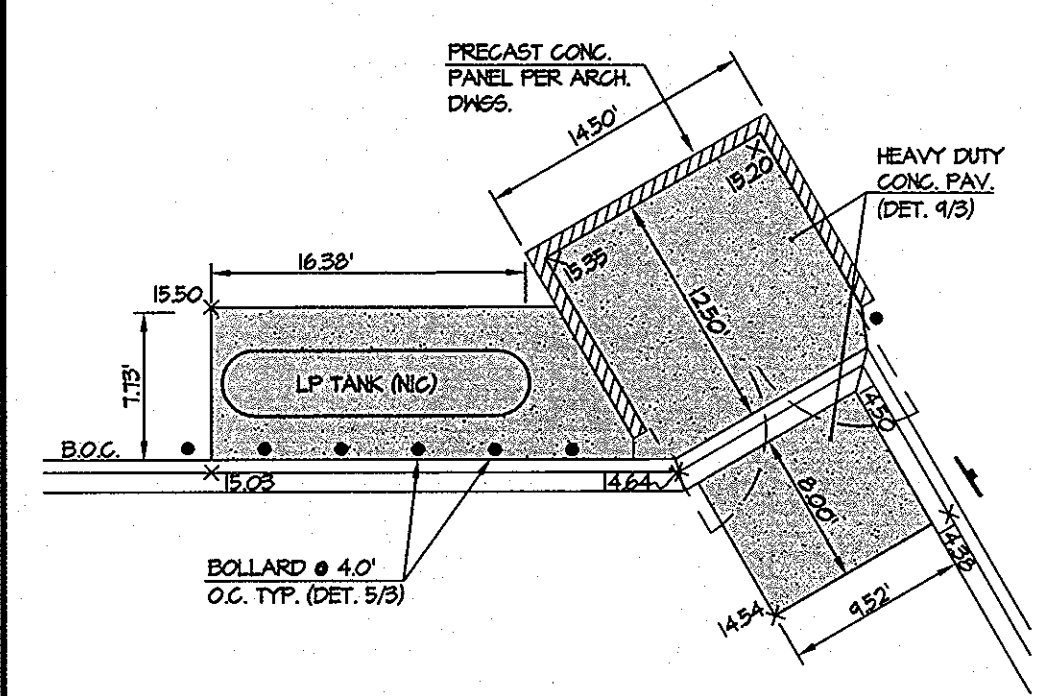 PRECAST CONC.
PANEL PER ARCH.
DWGS.
14.50'
HEAVY DUTY
CONC. PAV.
(DET. 9/3)
15.20
16.38'
15.35
15.50
12.50'
LP TANK (NIC)
7.73'
14.50
B.O.C.
15.03
14.64
8.00'
14.38
BOLLARD @ 4.0'
O.C. TYP. (DET. 5/3)
9.52'
14.54